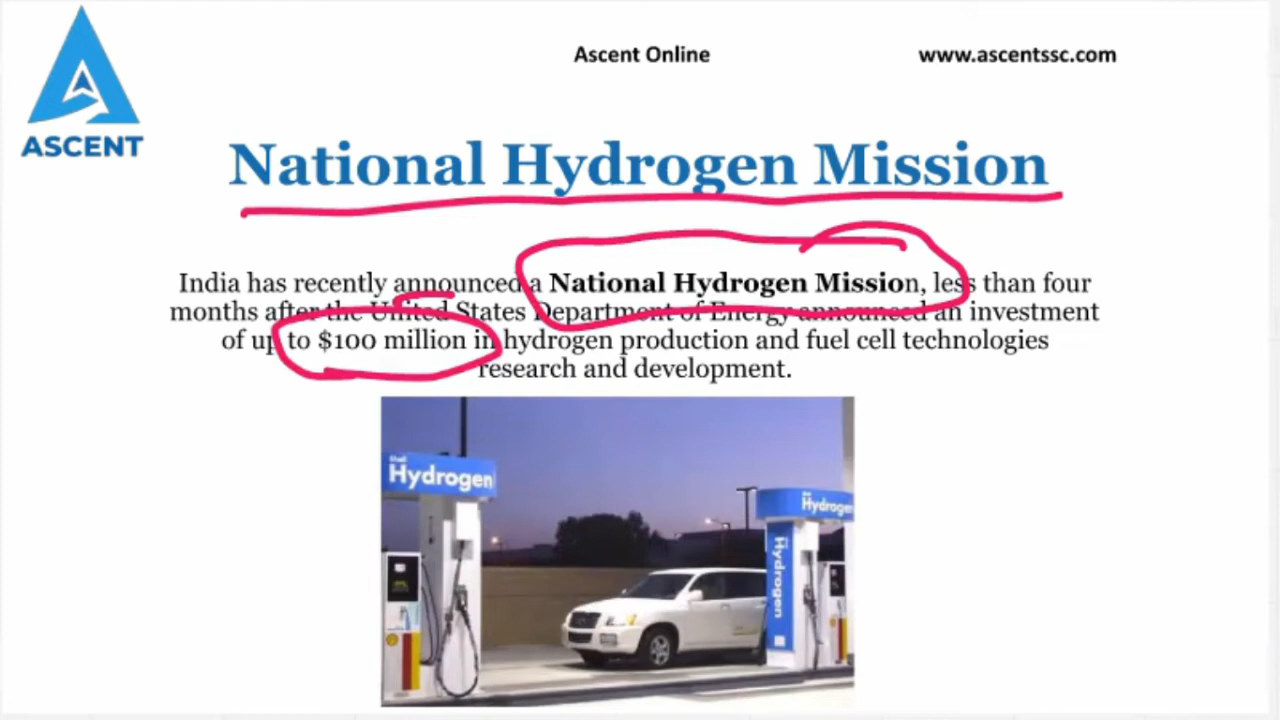 ASCENT
Ascent Online
www.ascentssc.com
National Hydrogen Mission
India has recently announced a National Hydrogen Mission, less than four
months after the United States Department of Energy announced an investment
of up to $100 million in hydrogen production and fuel cell technologies
research and development.
Shell
Hydrogen
Hydrogen
Hydrogen